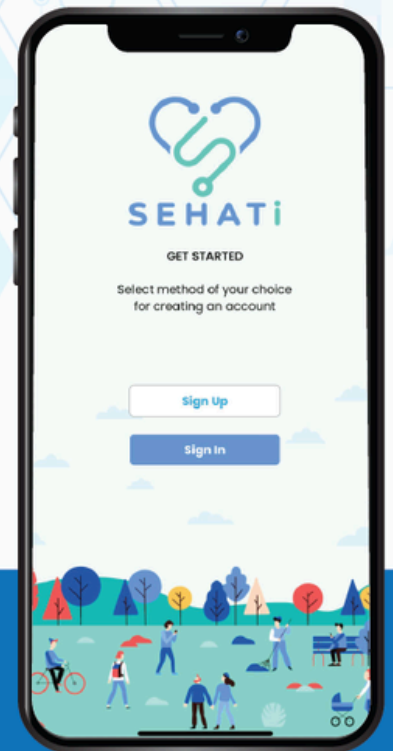 SEHATi
GET STARTED
Select method of your choice
for creating an account
Sign Up
Sign In